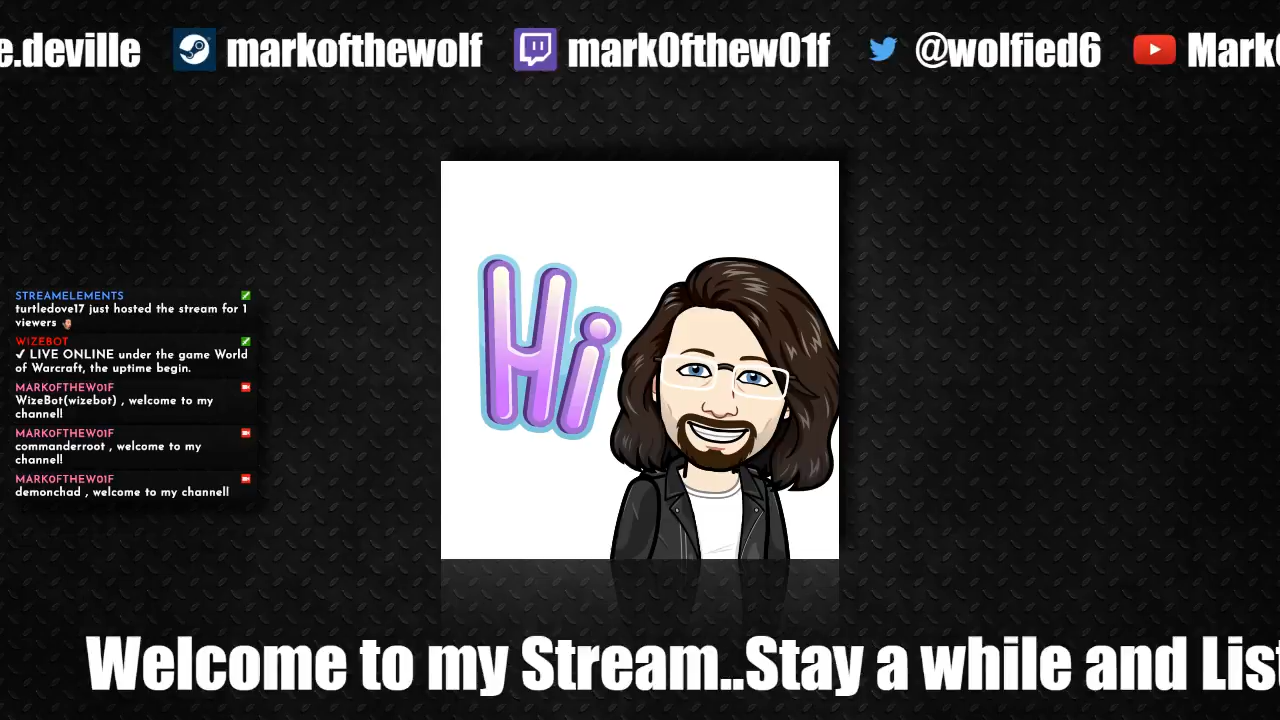 e.deville markofthewolf mark0fthew01f @wolfied6 Mark
Hi
STREAMELEMENTS
turtledove17 just hosted the stream for 1
viewers
WIZEBOT
✓ LIVE ONLINE under the game World
of Warcraft, the uptime begin.
MARK0FTHEW01F
WizeBot(wizebot) , welcome to my
channel!
MARK0FTHEW01F
commanderroot , welcome to my
channel!
MARK0FTHEW01F
demonchad , welcome to my channel!
Welcome to my Stream..Stay a while and List